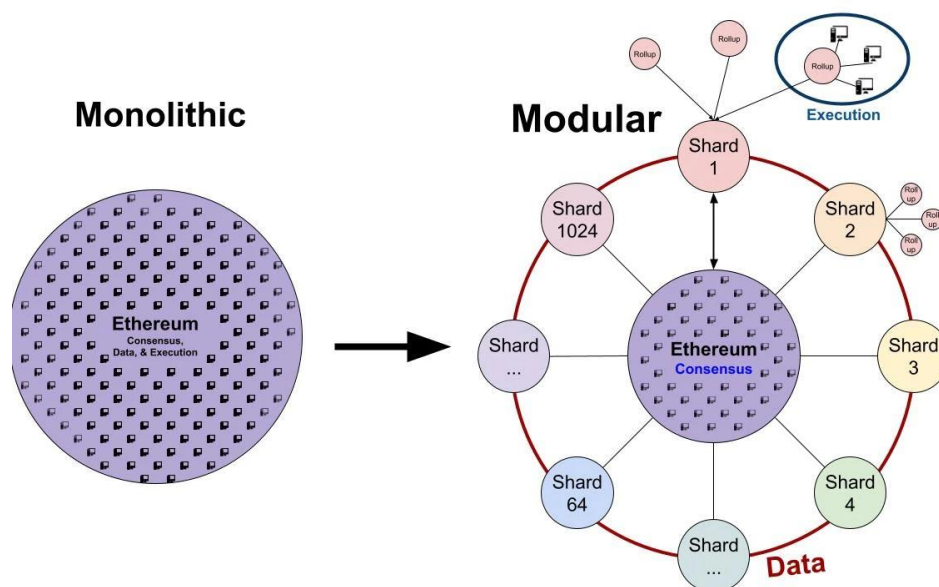 Monolithic
Ethereum
Consensus,
Data, & Execution
Modular
Rollup
Rollup
Rollup
Execution
Shard
1
Shard
2
Roll
up
Roll
up
Roll
up
Shard
3
Shard
4
Shard
...
Shard
64
Shard
...
Shard
1024
Ethereum
Consensus
Data